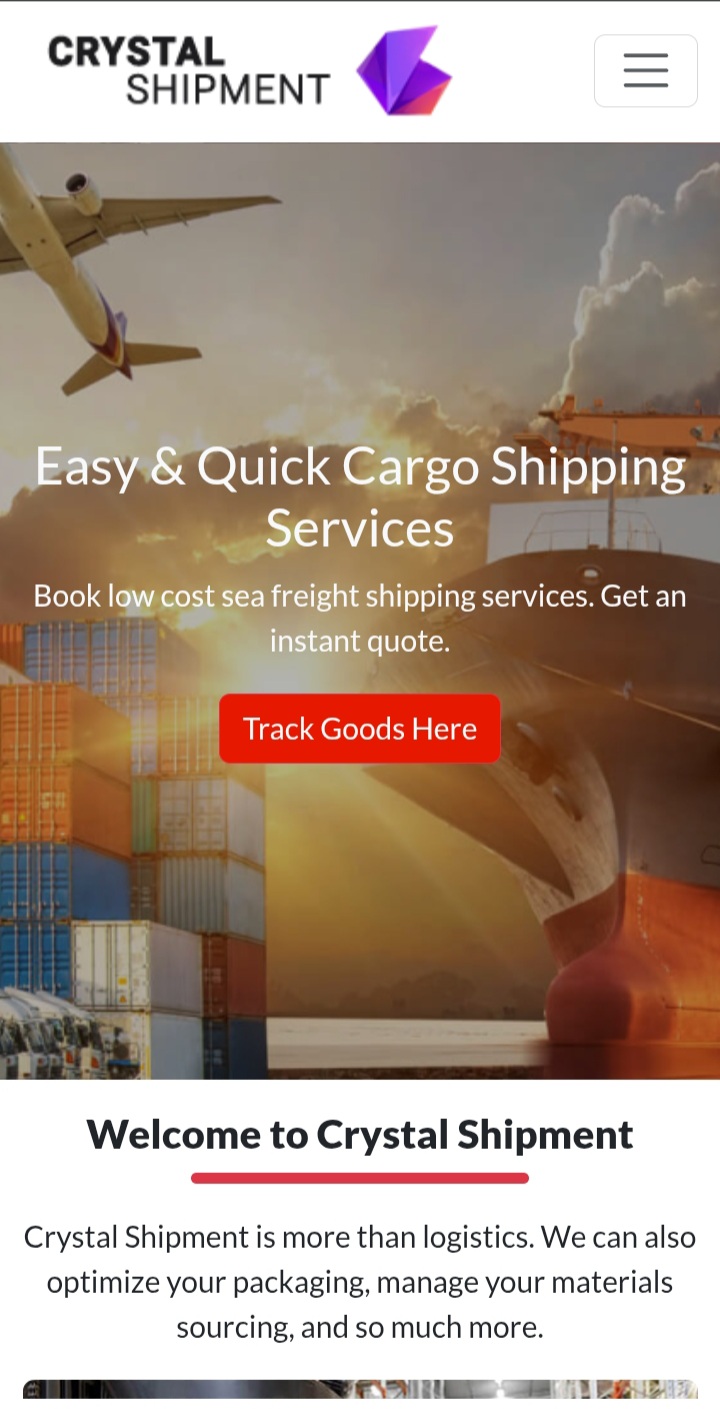 CRYSTAL
SHIPMENT
Easy & Quick Cargo Shipping
Services
Book low cost sea freight shipping services. Get an
instant quote.
Track Goods Here
Welcome to Crystal Shipment
Crystal Shipment is more than logistics. We can also
optimize your packaging, manage your materials
sourcing, and so much more.